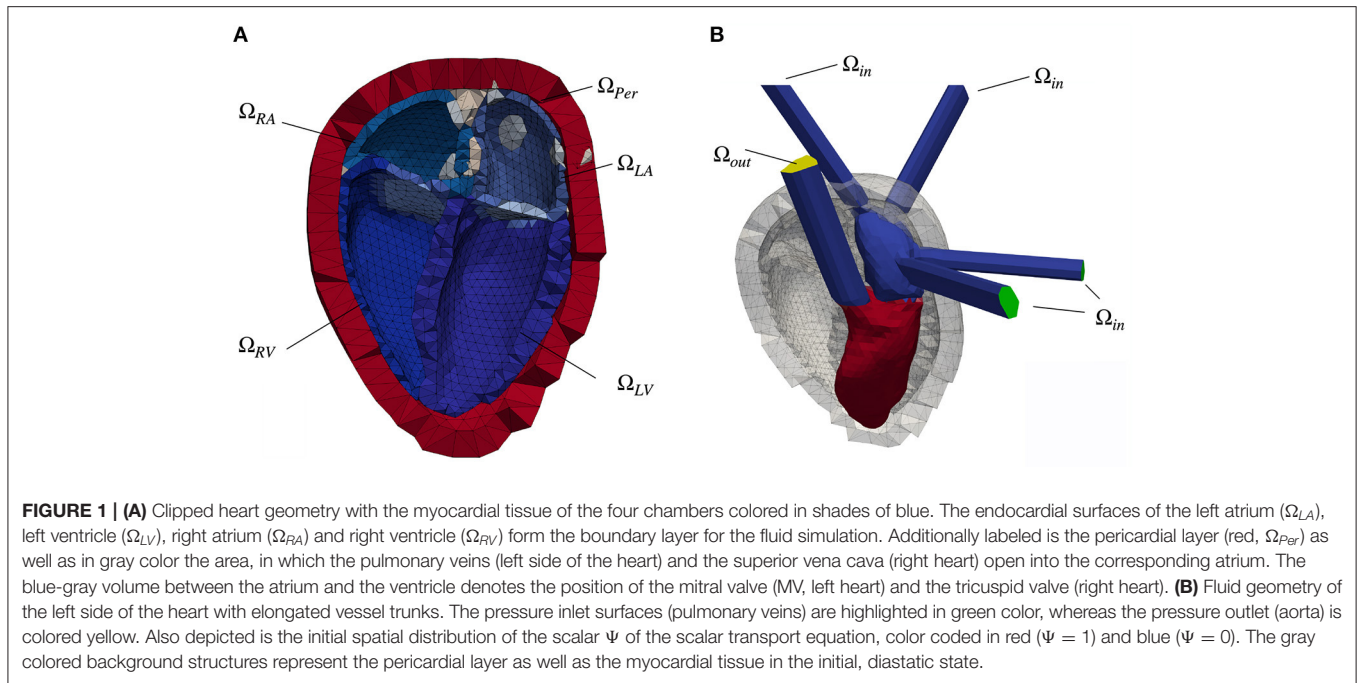 A
B
Ω_RA
Ω_Per
Ω_LA
Ω_RV
Ω_LV
Ω_in
Ω_in
Ω_out
Ω_in
FIGURE 1 | (A) Clipped heart geometry with the myocardial tissue of the four chambers colored in shades of blue. The endocardial surfaces of the left atrium (Ω_LA),
left ventricle (Ω_LV), right atrium (Ω_RA) and right ventricle (Ω_RV) form the boundary layer for the fluid simulation. Additionally labeled is the pericardial layer (red, Ω_Per) as
well as in gray color the area, in which the pulmonary veins (left side of the heart) and the superior vena cava (right heart) open into the corresponding atrium. The
blue-gray volume between the atrium and the ventricle denotes the position of the mitral valve (MV, left heart) and the tricuspid valve (right heart). (B) Fluid geometry of
the left side of the heart with elongated vessel trunks. The pressure inlet surfaces (pulmonary veins) are highlighted in green color, whereas the pressure outlet (aorta) is
colored yellow. Also depicted is the initial spatial distribution of the scalar Ψ of the scalar transport equation, color coded in red (Ψ = 1) and blue (Ψ = 0). The gray
colored background structures represent the pericardial layer as well as the myocardial tissue in the initial, diastatic state.